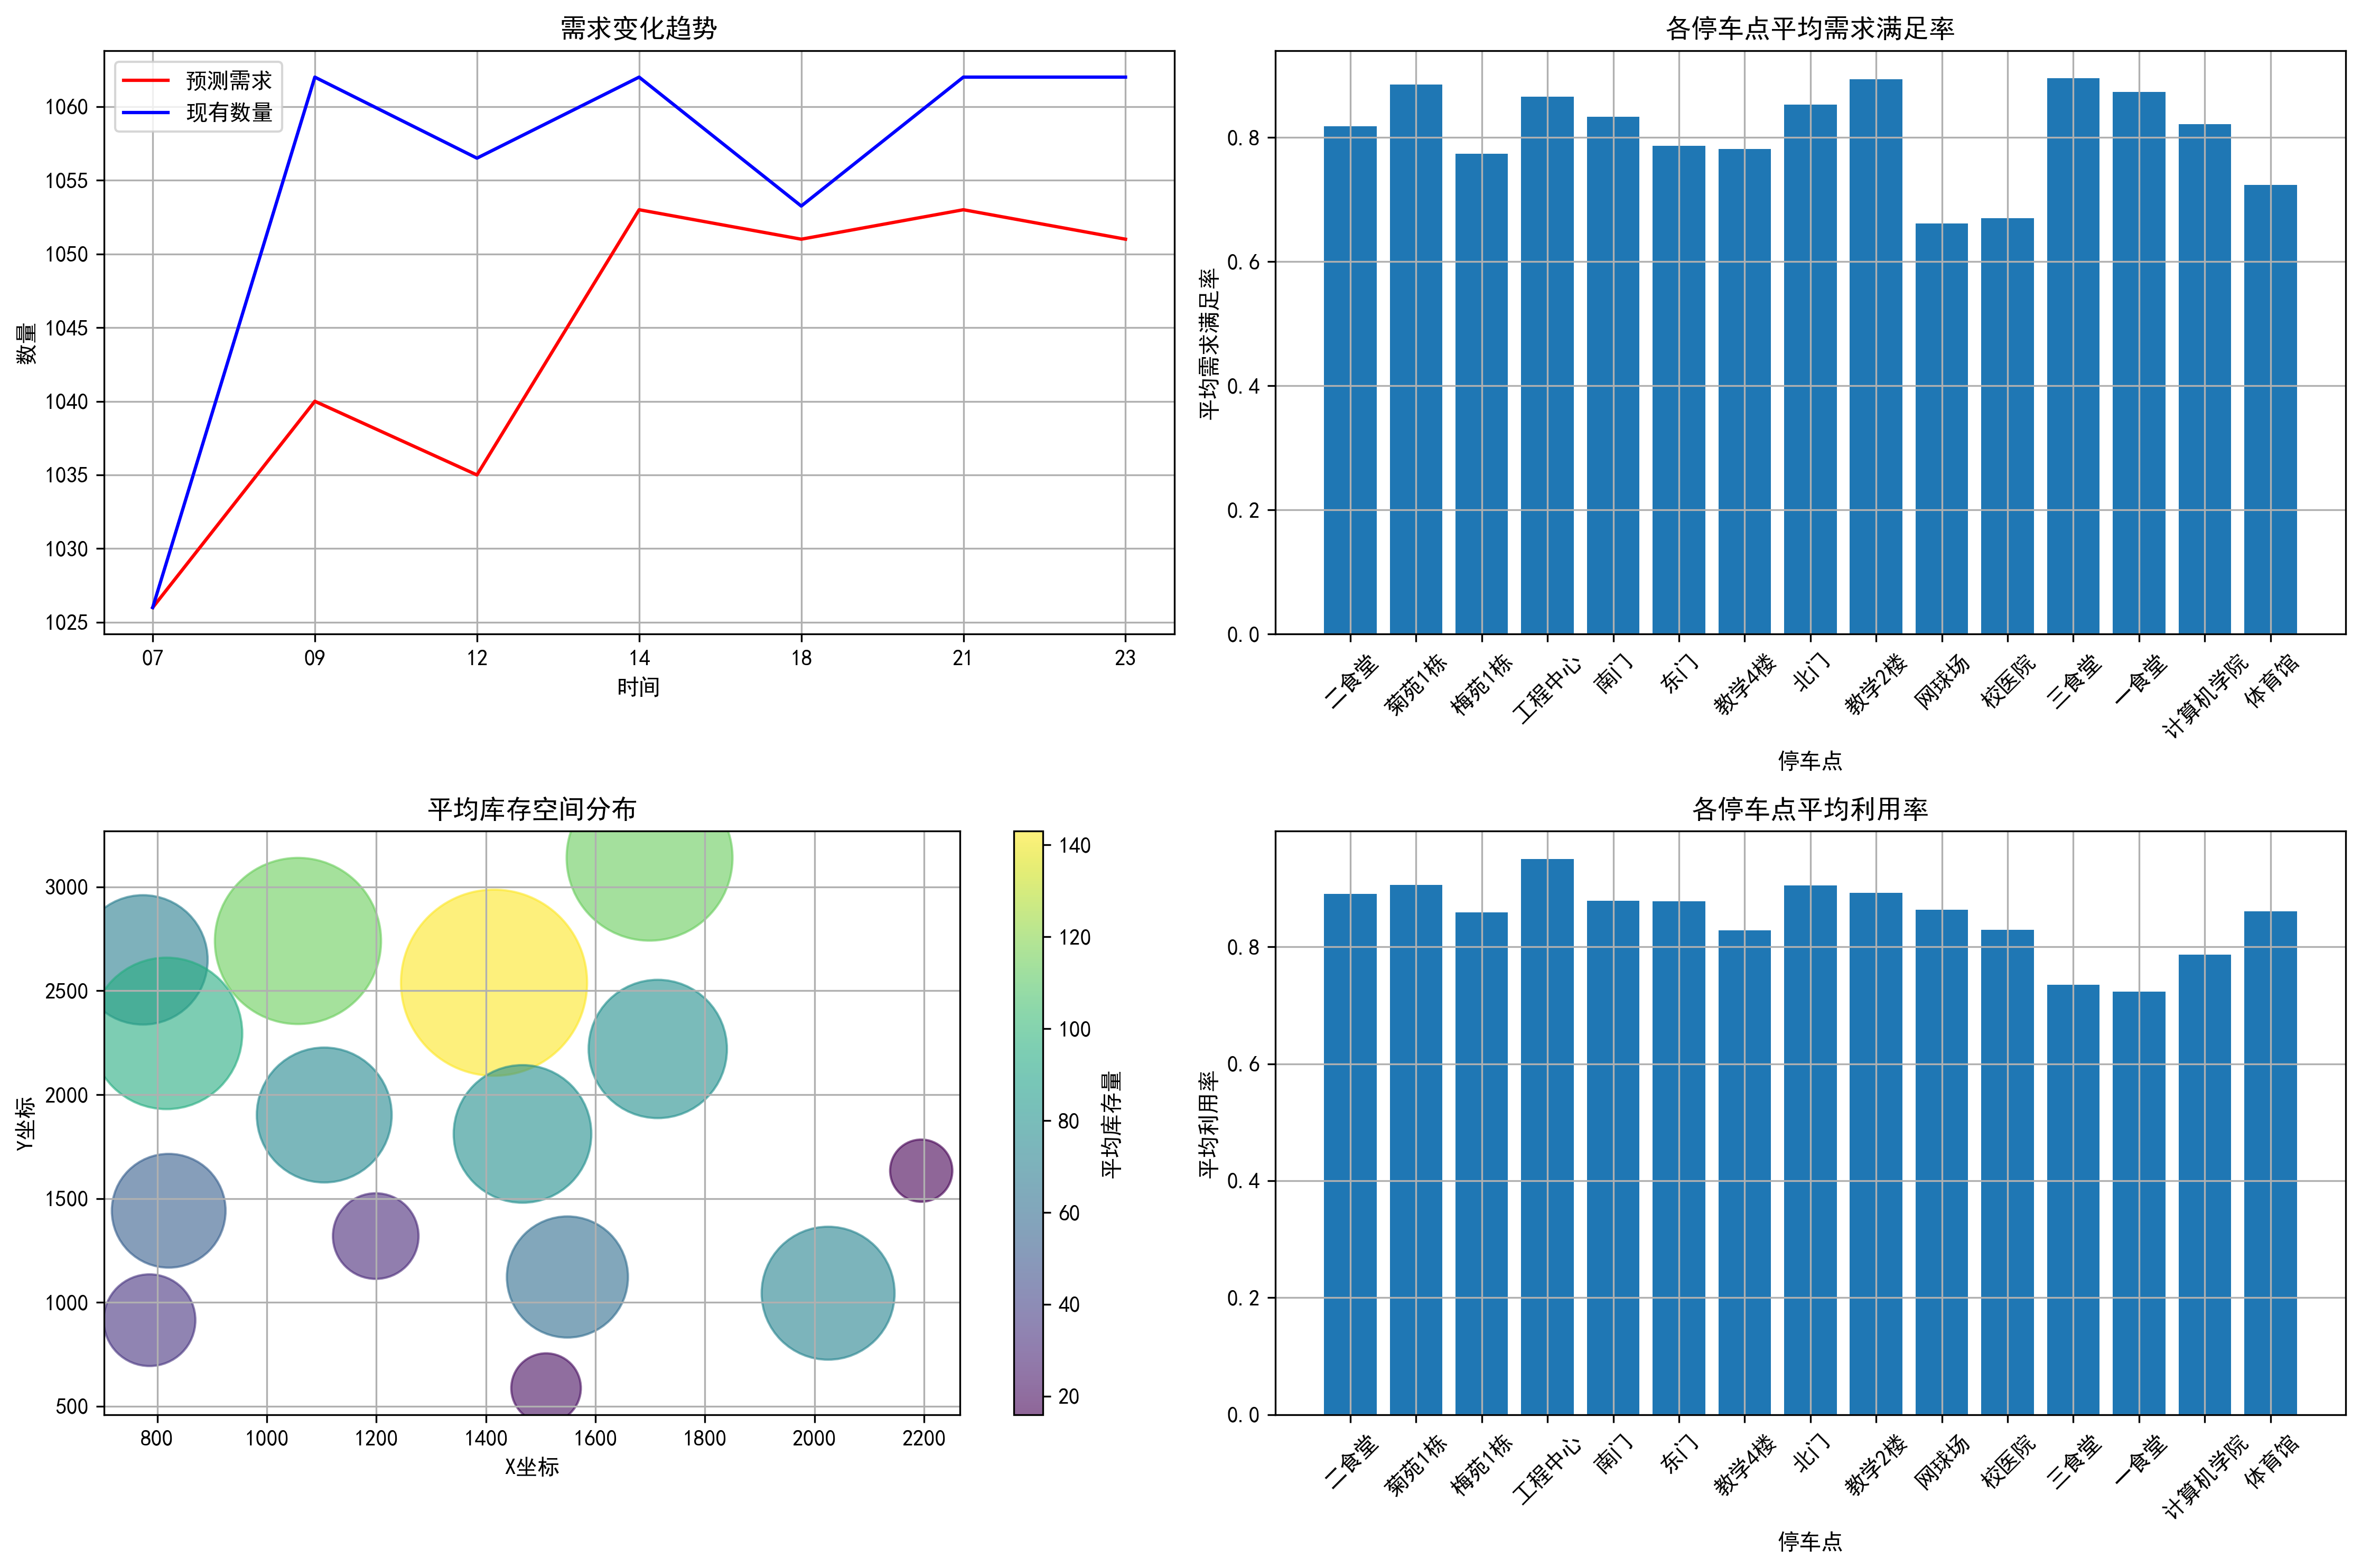 需求变化趋势
预测需求
现有数量
数量
1060
1055
1050
1045
1040
1035
1030
1025
07 09 12 14 18 21 23
时间
各停车点平均需求满足率
平均需求满足率
0.8
0.6
0.4
0.2
0.0
二食堂 菊苑1栋 梅苑1栋 工程中心 南门 东门 教学4楼 北门 教学2楼 网球场 校医院 三食堂 一食堂 计算机学院 体育馆
停车点
平均库存空间分布
Y坐标
3000
2500
2000
1500
1000
500
800 1000 1200 1400 1600 1800 2000 2200
X坐标
140
120
100
80
60
40
20
平均库存量
各停车点平均利用率
平均利用率
0.8
0.6
0.4
0.2
0.0
二食堂 菊苑1栋 梅苑1栋 工程中心 南门 东门 教学4楼 北门 教学2楼 网球场 校医院 三食堂 一食堂 计算机学院 体育馆
停车点